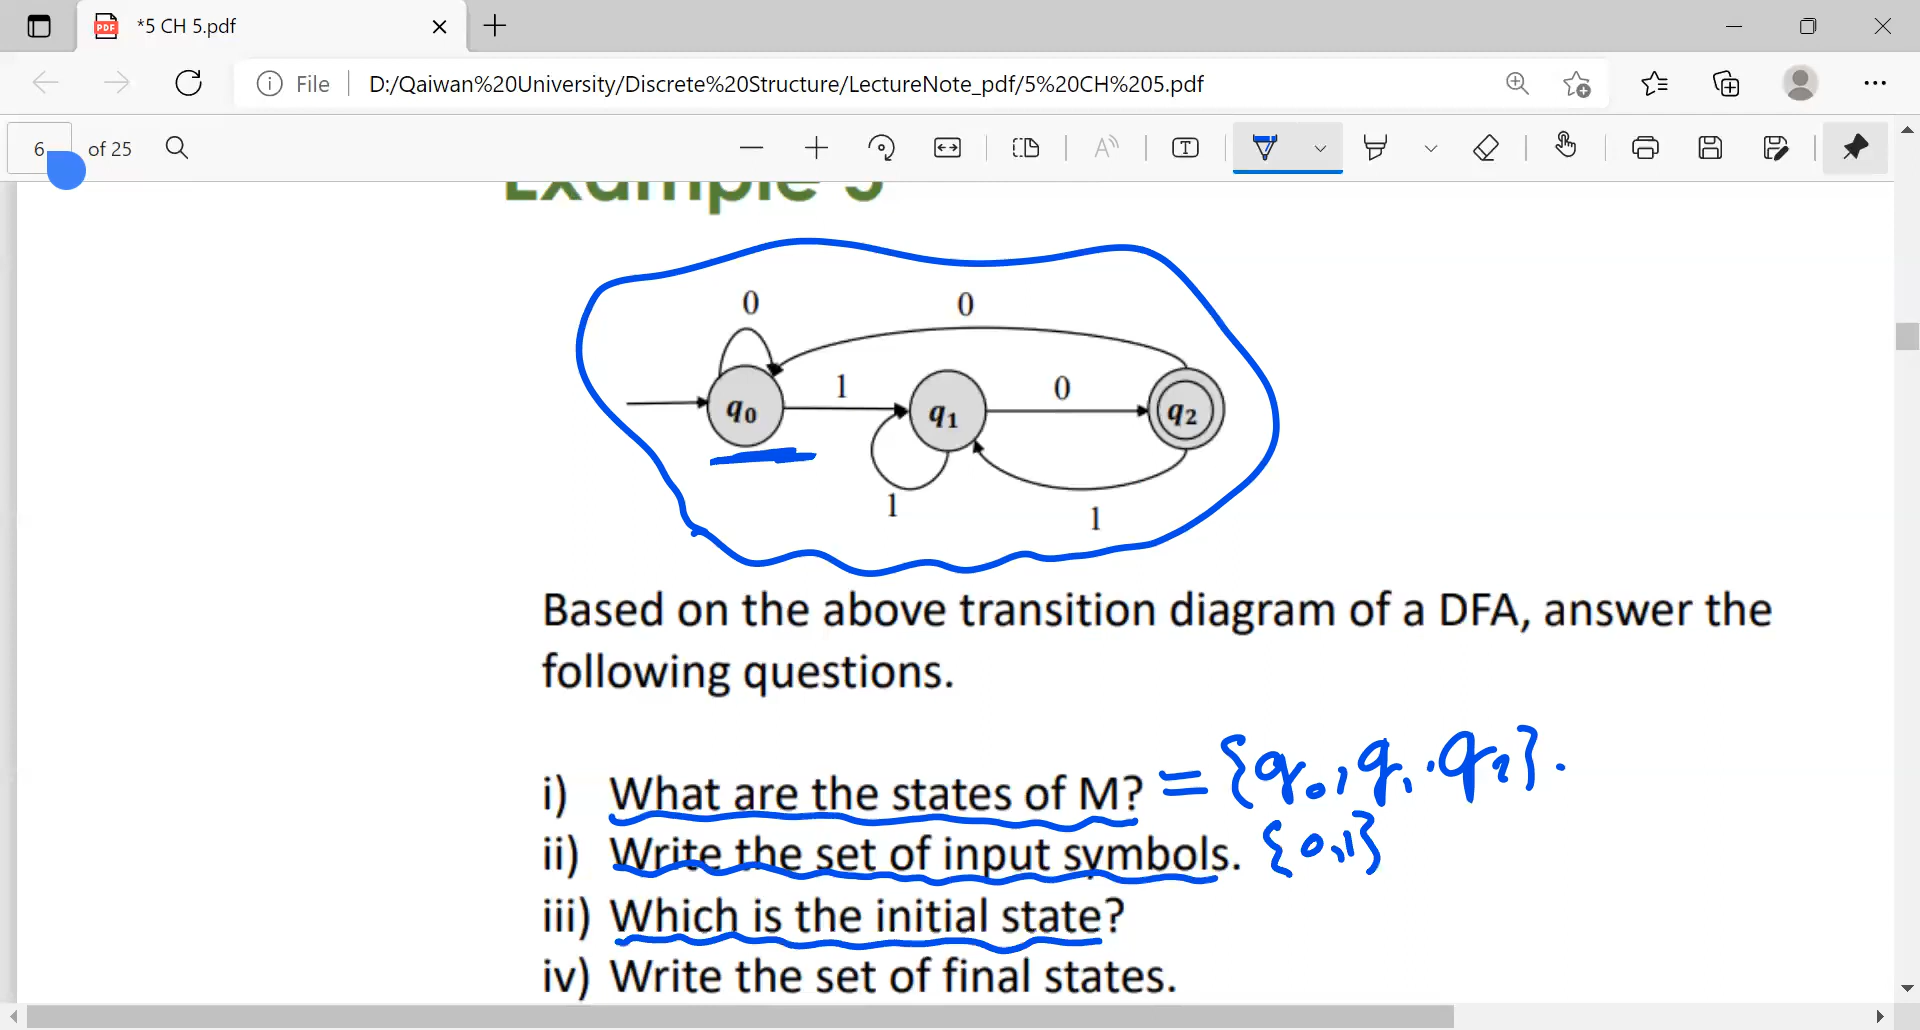 *5 CH 5.pdf
File
D:/Qaiwan%20University/Discrete%20Structure/LectureNote_pdf/5%20CH%205.pdf
6 of 25
Example 5
0 0
1 0
q0 q1 q2
1 1
Based on the above transition diagram of a DFA, answer the
following questions.
i) What are the states of M? = {q0, q1, q2}.
ii) Write the set of input symbols. {0,1}
iii) Which is the initial state?
iv) Write the set of final states.